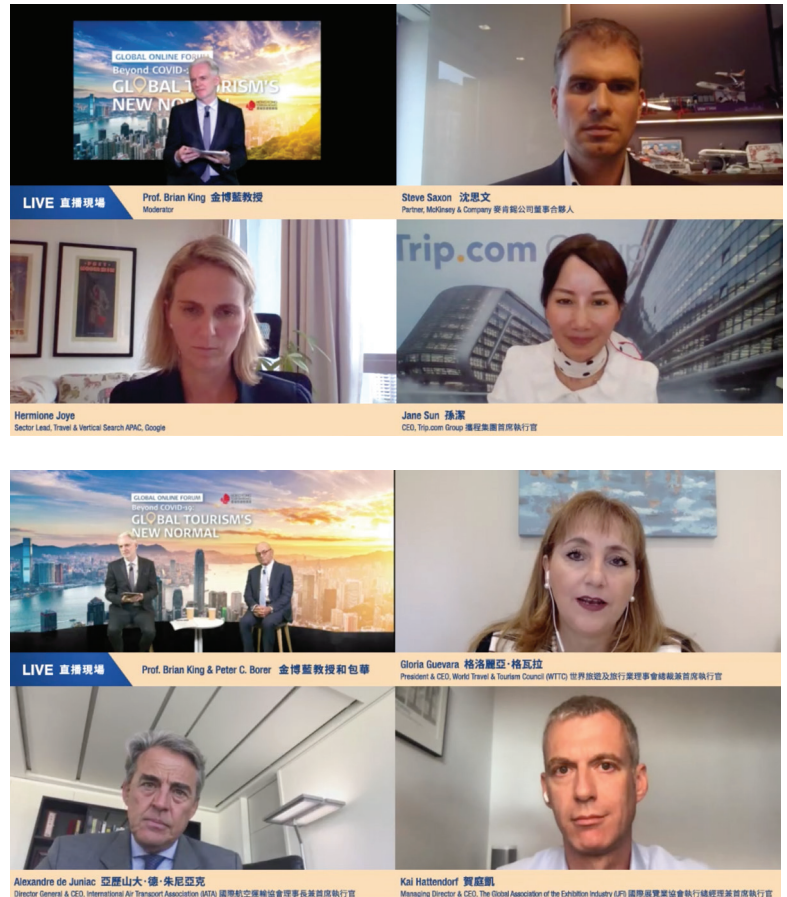 GLOBAL ONLINE FORUM
Beyond COVID-
GLOBAL TOURISM'S
NEW NORMAL
LIVE 直播現場
Prof. Brian King 金博藍教授
Moderator
Steve Saxon 沈思文
Partner, McKinsey & Company 麥肯錫公司董事合夥人
Hermione Joye
Sector Lead, Travel & Vertical Search APAC, Google
Trip.com Group
Jane Sun 孫潔
CEO, Trip.com Group 攜程集團首席執行官
GLOBAL ONLINE FORUM
Beyond COVID-19
GLOBAL TOURISM'S
NEW NORMAL
LIVE 直播現場
Prof. Brian King & Peter C. Borer 金博藍教授和包華
Gloria Guevara 格洛麗亞·格瓦拉
President & CEO, World Travel & Tourism Council (WTTC) 世界旅遊及旅行業理事會總裁兼首席執行官
Alexandre de Juniac 亞歷山大·德·朱尼亞克
Director General & CEO, International Air Transport Association (IATA) 國際航空運輸協會理事長兼首席執行官
Kai Hattendorf 賀庭凱
Managing Director & CEO, The Global Association of the Exhibition Industry (UFI) 國際展覽業協會執行總經理兼首席執行官